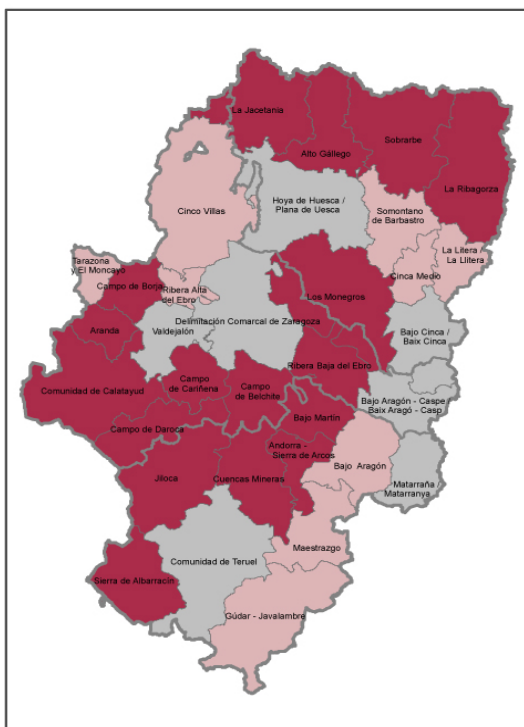 La Jacetania
Alto Gállego
Sobrarbe
La Ribagorza
Cinco Villas
Hoya de Huesca /
Plana de Uesca
Somontano
de Barbastro
La Litera /
La Llitera
Tarazona
y El Moncayo
Campo de Borja
Ribera Alta
del Ebro
Cinca Medio
Los Monegros
Aranda
Valdejalón
Delimitación Comarcal de Zaragoza
Bajo Cinca /
Baix Cinca
Comunidad de Calatayud
Campo
de Cariñena
Campo
de Belchite
Ribera Baja del Ebro
Bajo Aragón - Caspe
Baix Aragó - Casp
Campo de Daroca
Bajo Martín
Andorra -
Sierra de Arcos
Bajo Aragón
Jiloca
Cuencas Mineras
Matarraña /
Matarranya
Maestrazgo
Comunidad de Teruel
Sierra de Albarracín
Gúdar - Javalambre